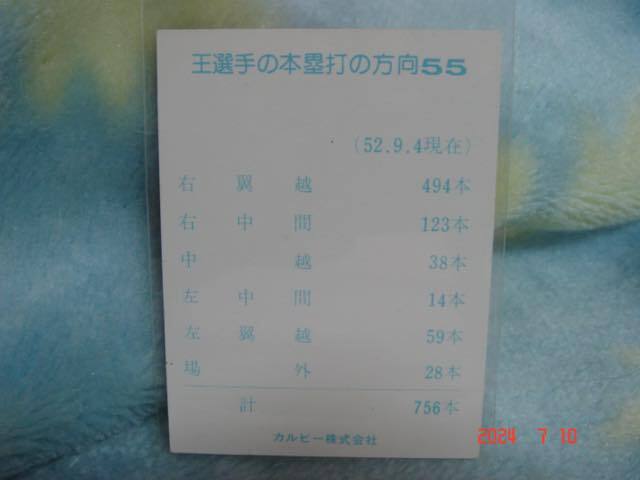 王選手の本塁打の方向55
(52.9.4現在)
右翼越 494本
右中間 123本
中越 38本
左中間 14本
左翼越 59本
場外 28本
計 756本
カルビー株式会社
2024 7 10